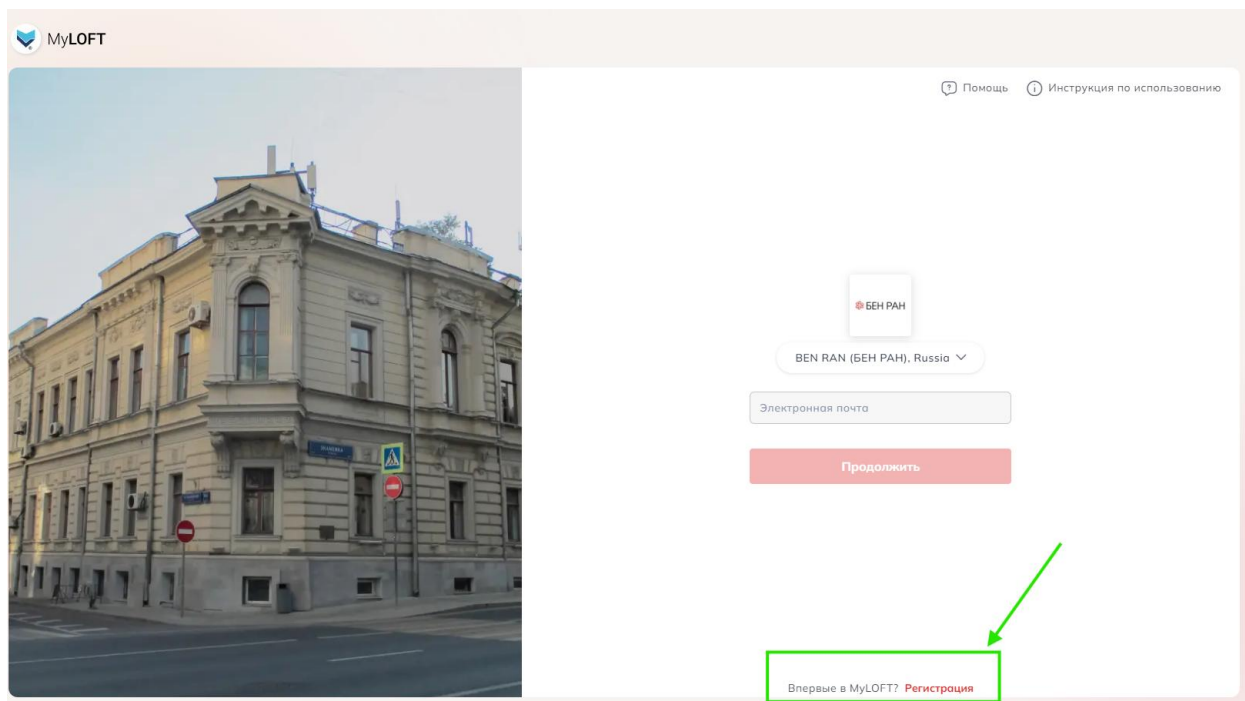 MyLOFT
Помощь
Инструкция по использованию
БЕН РАН
BEN RAN (БЕН РАН), Russia
Электронная почта
Продолжить
Впервые в MyLOFT? Регистрация